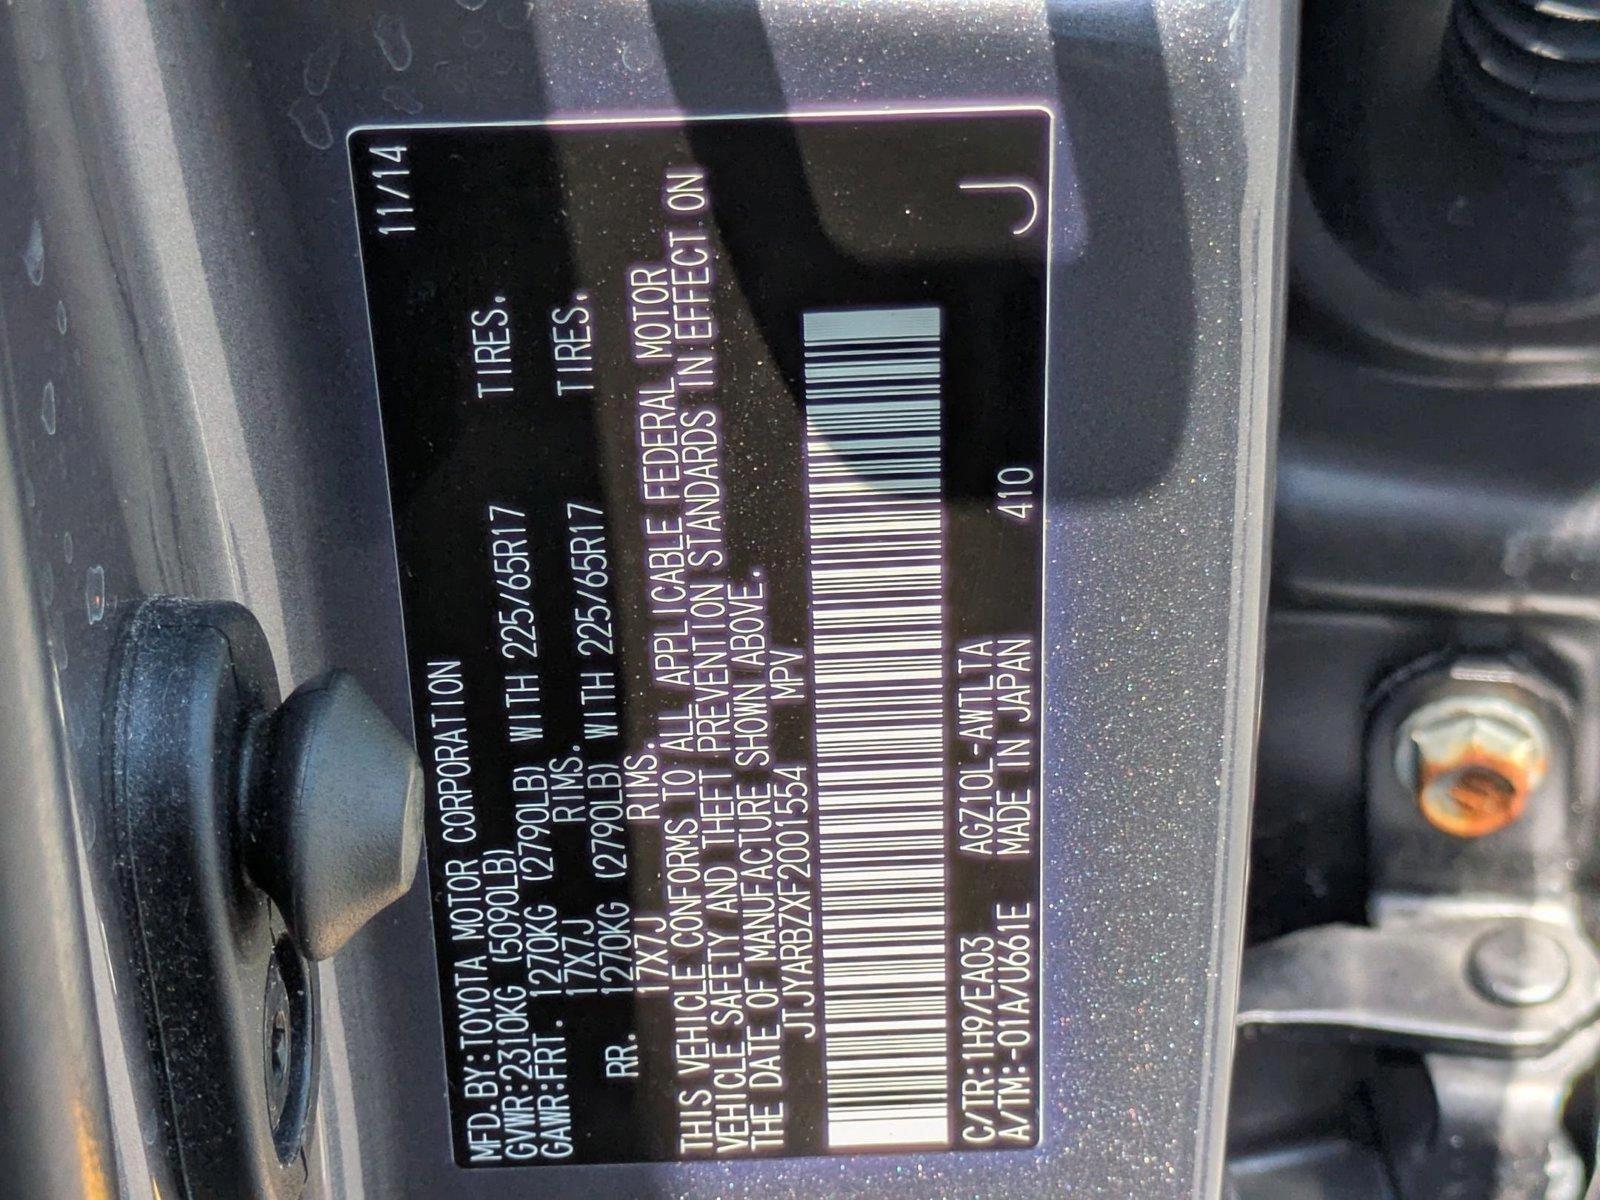 MFD.BY:TOYOTA MOTOR CORPORATION 11/14
GVWR:2310KG (5090LB)
GAWR:FRT. 1270KG (2790LB) WITH 225/65R17 TIRES.
17X7J RIMS.
RR. 1270KG (2790LB) WITH 225/65R17 TIRES.
17X7J RIMS.
THIS VEHICLE CONFORMS TO ALL APPLICABLE FEDERAL MOTOR
VEHICLE SAFETY AND THEFT PREVENTION STANDARDS IN EFFECT ON
THE DATE OF MANUFACTURE SHOWN ABOVE.
JTJYARBZXF2001554 MPV
C/TR:1H9/EA03 AGZ10L-AWLTA
A/TM:-01A/U661E MADE IN JAPAN 410 J